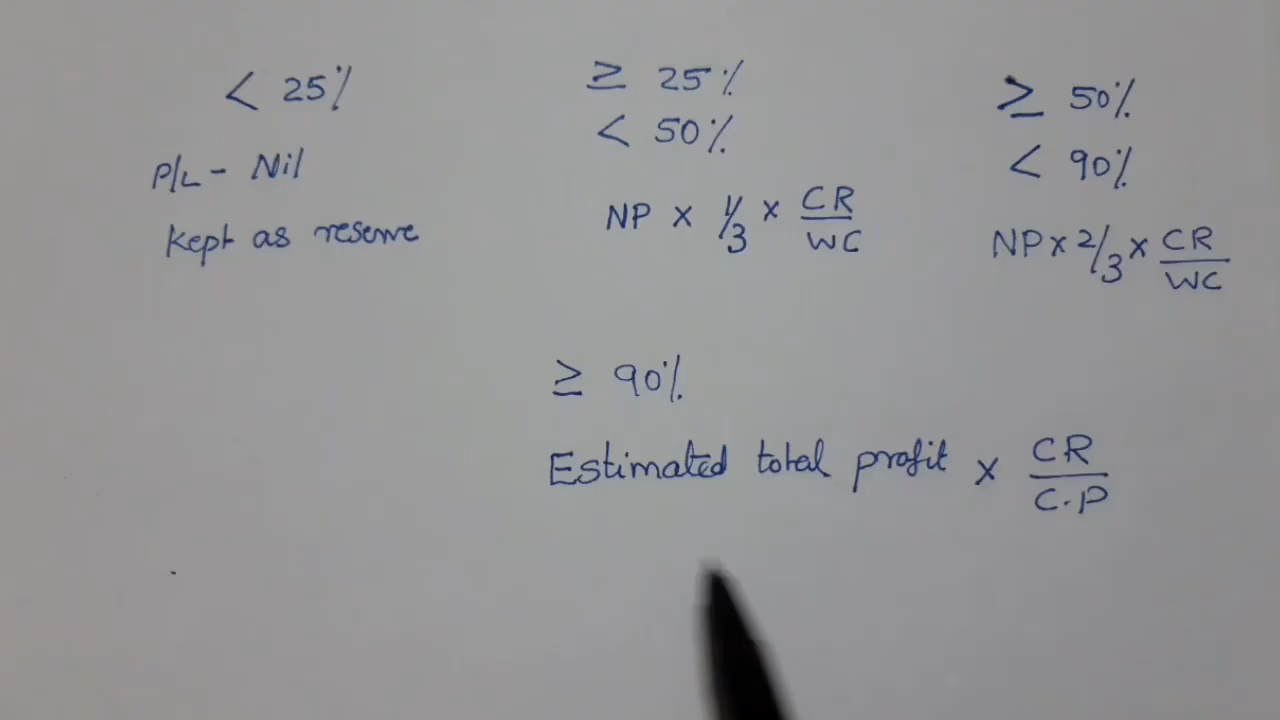 < 25%
P/L - Nil
Kept as reserve
≥ 25%
< 50%
NP × 1/3 × CR/WC
≥ 50%
< 90%
NP × 2/3 × CR/WC
≥ 90%
Estimated total profit × CR/C.P